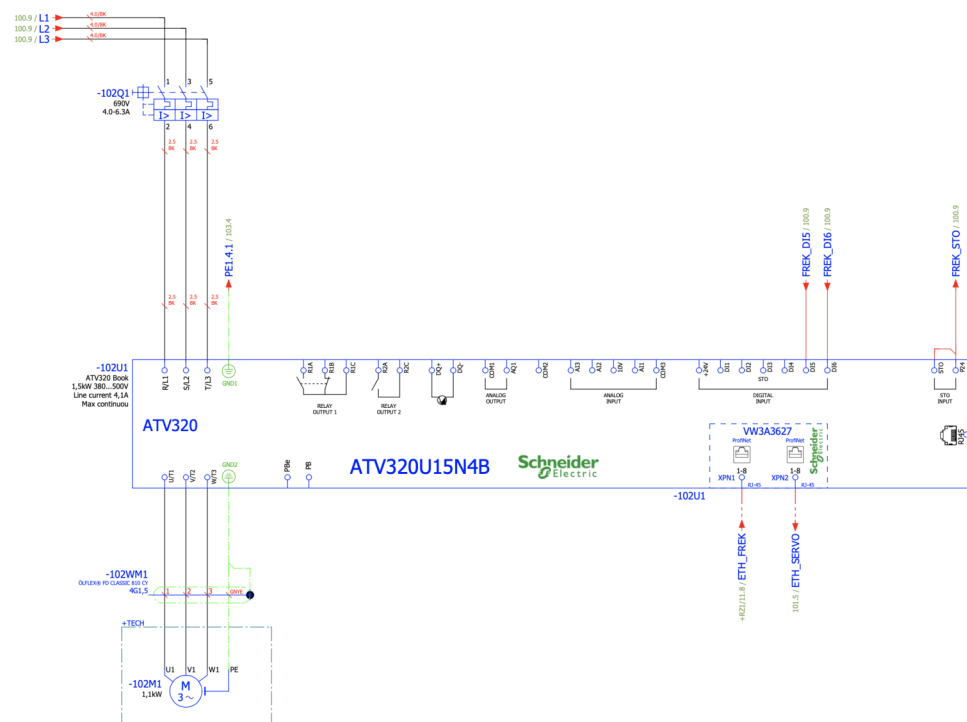 100.9 / L1
100.9 / L2
100.9 / L3
4.0/BK
4.0/BK
4.0/BK
1 3 5
-102Q1
690V
4.0-6.3A
I> I> I>
2 4 6
2.5 BK
2.5 BK
2.5 BK
PE1.4.1 / 103.4
FREK_DI5 / 100.9
FREK_DI6 / 100.9
FREK_STO / 100.9
2.5 BK
2.5 BK
2.5 BK
-102U1
ATV320 Book
1,5kW 380...500V
Line current 4,1A
Max continuou
R/L1
S/L2
T/L3
GND1
R1A
R1B
R1C
R2A
R2C
DQ+
DQ-
COM1
AQ1
COM2
AI3
AI2
10V
AI1
COM3
+24V
DI1
DI2
DI3
DI4
DI5
DI6
STO
P24
RELAY
OUTPUT 1
RELAY
OUTPUT 2
ANALOG
OUTPUT
ANALOG
INPUT
STO
DIGITAL
INPUT
STO
INPUT
ATV320
VW3A3627
ProfiNet
ProfiNet
Schneider
Electric
RJ45
ATV320U15N4B
Schneider
Electric
U/T1
V/T2
W/T3
GND2
PBe
PB
1-8
1-8
XPN1
RJ-45
XPN2
RJ-45
-102U1
+RZ1/11.8 / ETH_FREK
101.5 / ETH_SERVO
-102WM1
ÖLFLEX® FD CLASSIC 810 CY
4G1,5
1 2 3 GNYE
+TECH
U1 V1 W1 PE
-102M1
1,1kW
M
3~